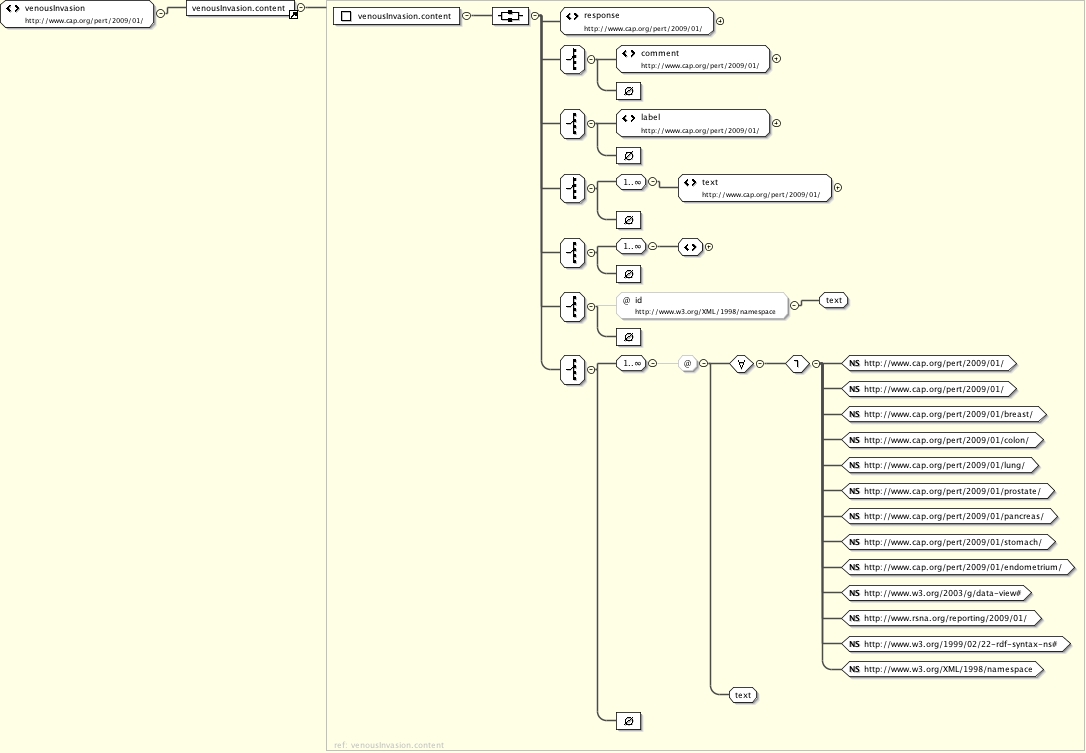 venousInvasion
http://www.cap.org/pert/2009/01/
venousInvasion.content
venousInvasion.content
response
http://www.cap.org/pert/2009/01/
comment
http://www.cap.org/pert/2009/01/
Ø
label
http://www.cap.org/pert/2009/01/
Ø
1..∞
text
http://www.cap.org/pert/2009/01/
Ø
1..∞
Ø
@ id
http://www.w3.org/XML/1998/namespace
text
Ø
1..∞
@
∀
NS http://www.cap.org/pert/2009/01/
NS http://www.cap.org/pert/2009/01/
NS http://www.cap.org/pert/2009/01/breast/
NS http://www.cap.org/pert/2009/01/colon/
NS http://www.cap.org/pert/2009/01/lung/
NS http://www.cap.org/pert/2009/01/prostate/
NS http://www.cap.org/pert/2009/01/pancreas/
NS http://www.cap.org/pert/2009/01/stomach/
NS http://www.cap.org/pert/2009/01/endometrium/
NS http://www.w3.org/2003/g/data-view#
NS http://www.rsna.org/reporting/2009/01/
NS http://www.w3.org/1999/02/22-rdf-syntax-ns#
NS http://www.w3.org/XML/1998/namespace
text
Ø
ref: venousInvasion.content